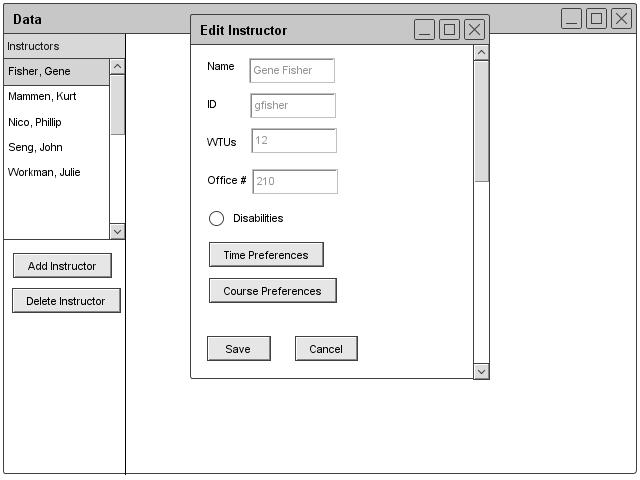 Data
Instructors
Fisher, Gene
Mammen, Kurt
Nico, Phillip
Seng, John
Workman, Julie
Add Instructor
Delete Instructor
Edit Instructor
Name Gene Fisher
ID gfisher
WTUs 12
Office # 210
Disabilities
Time Preferences
Course Preferences
Save Cancel